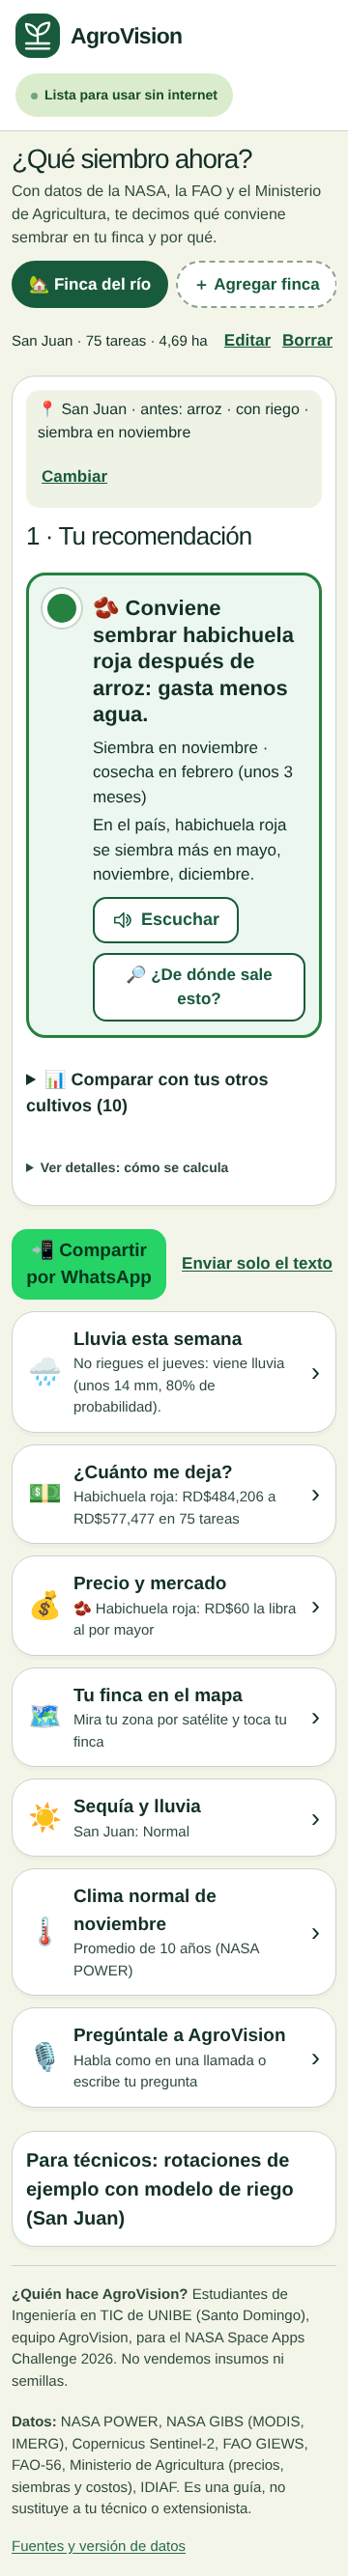 AgroVision
Lista para usar sin internet
¿Qué siembro ahora?
Con datos de la NASA, la FAO y el Ministerio
de Agricultura, te decimos qué conviene
sembrar en tu finca y por qué.
🏡 Finca del río
+ Agregar finca
San Juan · 75 tareas · 4,69 ha Editar Borrar
📍 San Juan · antes: arroz · con riego ·
siembra en noviembre
Cambiar
1 · Tu recomendación
🫘 Conviene
sembrar habichuela
roja después de
arroz: gasta menos
agua.
Siembra en noviembre ·
cosecha en febrero (unos 3
meses)
En el país, habichuela roja
se siembra más en mayo,
noviembre, diciembre.
Escuchar
🔎 ¿De dónde sale
esto?
▶ 📊 Comparar con tus otros
cultivos (10)
▶ Ver detalles: cómo se calcula
📲 Compartir
por WhatsApp
Enviar solo el texto
Lluvia esta semana
No riegues el jueves: viene lluvia
(unos 14 mm, 80% de
probabilidad).
›
¿Cuánto me deja?
Habichuela roja: RD$484,206 a
RD$577,477 en 75 tareas
›
Precio y mercado
🫘 Habichuela roja: RD$60 la libra
al por mayor
›
Tu finca en el mapa
Mira tu zona por satélite y toca tu
finca
›
Sequía y lluvia
San Juan: Normal
›
Clima normal de
noviembre
Promedio de 10 años (NASA
POWER)
›
Pregúntale a AgroVision
Habla como en una llamada o
escribe tu pregunta
›
Para técnicos: rotaciones de
ejemplo con modelo de riego
(San Juan)
¿Quién hace AgroVision? Estudiantes de
Ingeniería en TIC de UNIBE (Santo Domingo),
equipo AgroVision, para el NASA Space Apps
Challenge 2026. No vendemos insumos ni
semillas.
Datos: NASA POWER, NASA GIBS (MODIS,
IMERG), Copernicus Sentinel-2, FAO GIEWS,
FAO-56, Ministerio de Agricultura (precios,
siembras y costos), IDIAF. Es una guía, no
sustituye a tu técnico o extensionista.
Fuentes y versión de datos